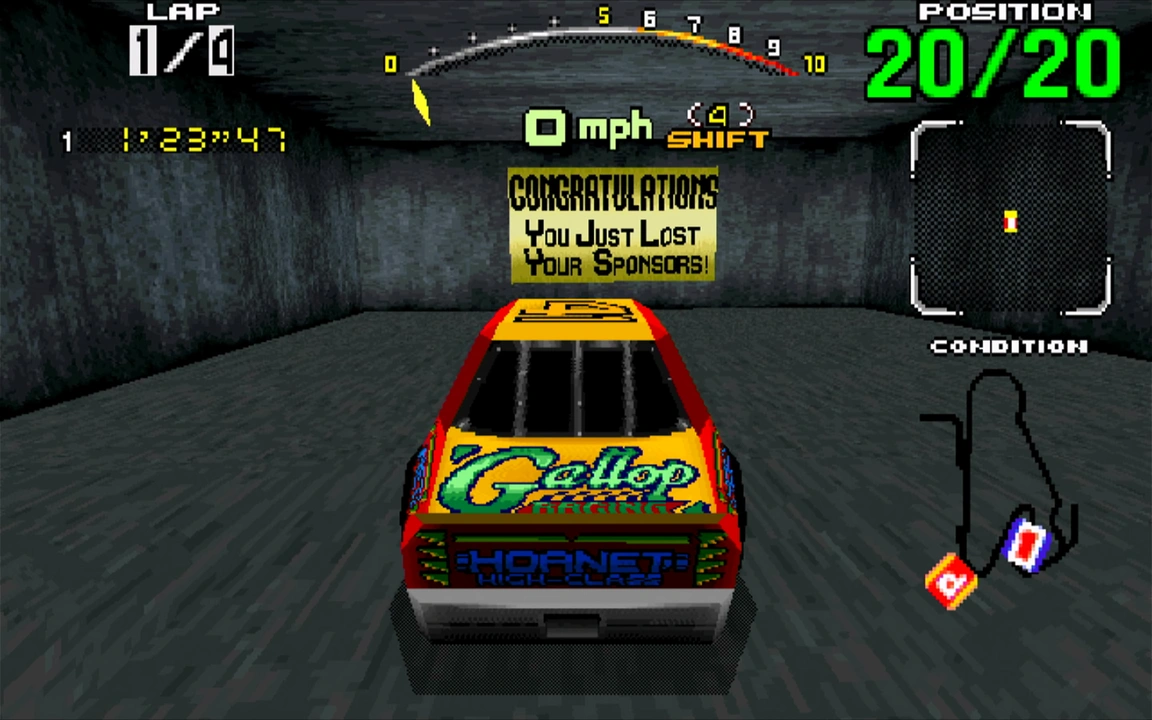 LAP
1/4
1 1'23"47
0 5 6 7 8 9 10
0 mph (4)
SHIFT
POSITION
20/20
CONDITION
CONGRATULATIONS
You Just Lost
Your Sponsors!
Gallop
RACING
HORNET
HIGH-CLASS
P